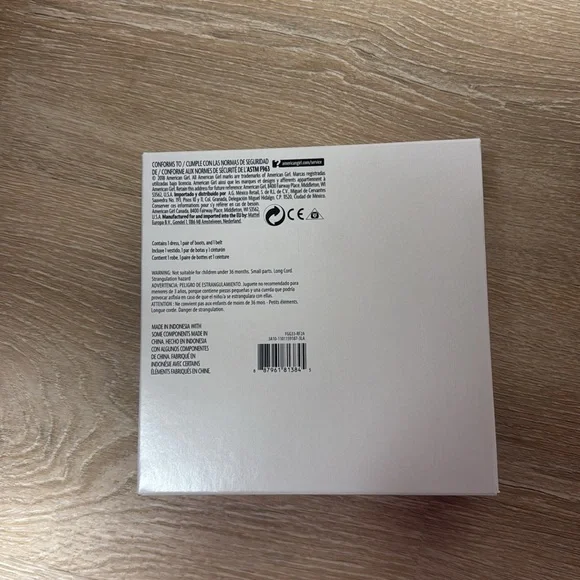 CONFORMS TO / CUMPLE CON LAS NORMAS DE SEGURIDAD
DE / CONFORME AUX NORMES DE SÉCURITÉ DE L'ASTM F963
americangirl.com/service
© 2018 American Girl. All American Girl marks are trademarks of American Girl. Marcas registradas
utilizadas bajo licencia. American Girl ainsi que les marques et designs y afférents appartiennent à
American Girl. Retain this address for future reference: American Girl, 8400 Fairway Place, Middleton, WI
53562, U.S.A. Importado y distribuido por: A.G. México Retail, S. de R.L. de C.V., Miguel de Cervantes
Saavedra No. 193, Pisos 10 y 11, Col. Granada, Delegación Miguel Hidalgo, C.P. 11520, Ciudad de México.
Conserver ces informations pour s'y référer en cas de besoin.
American Girl Canada, 8400 Fairway Place, Middleton, WI 53562,
U.S.A. Manufactured for and imported into the EU by: Mattel
Europa B.V., Gondel 1, 1186 MJ Amstelveen, Nederland.
CE
0-3
Contains 1 dress, 1 pair of boots, and 1 belt
Incluye 1 vestido, 1 par de botas y 1 cinturón
Contient 1 robe, 1 paire de bottes et 1 ceinture
WARNING: Not suitable for children under 36 months. Small parts. Long Cord.
Strangulation hazard
ADVERTENCIA: PELIGRO DE ESTRANGULAMIENTO. Juguete no recomendado para
menores de 3 años, porque contiene piezas pequeñas y una cuerda que podría
provocar asfixia en caso de que el niño/a se estrangulara con ellas.
ATTENTION : Ne convient pas aux enfants de moins de 36 mois - Petits éléments.
Longue corde. Danger de strangulation.
MADE IN INDONESIA WITH
SOME COMPONENTS MADE IN
CHINA. HECHO EN INDONESIA
CON ALGUNOS COMPONENTES
DE CHINA. FABRIQUÉ EN
INDONÉSIE AVEC CERTAINS
ÉLÉMENTS FABRIQUÉS EN CHINE.
8 87961 81384